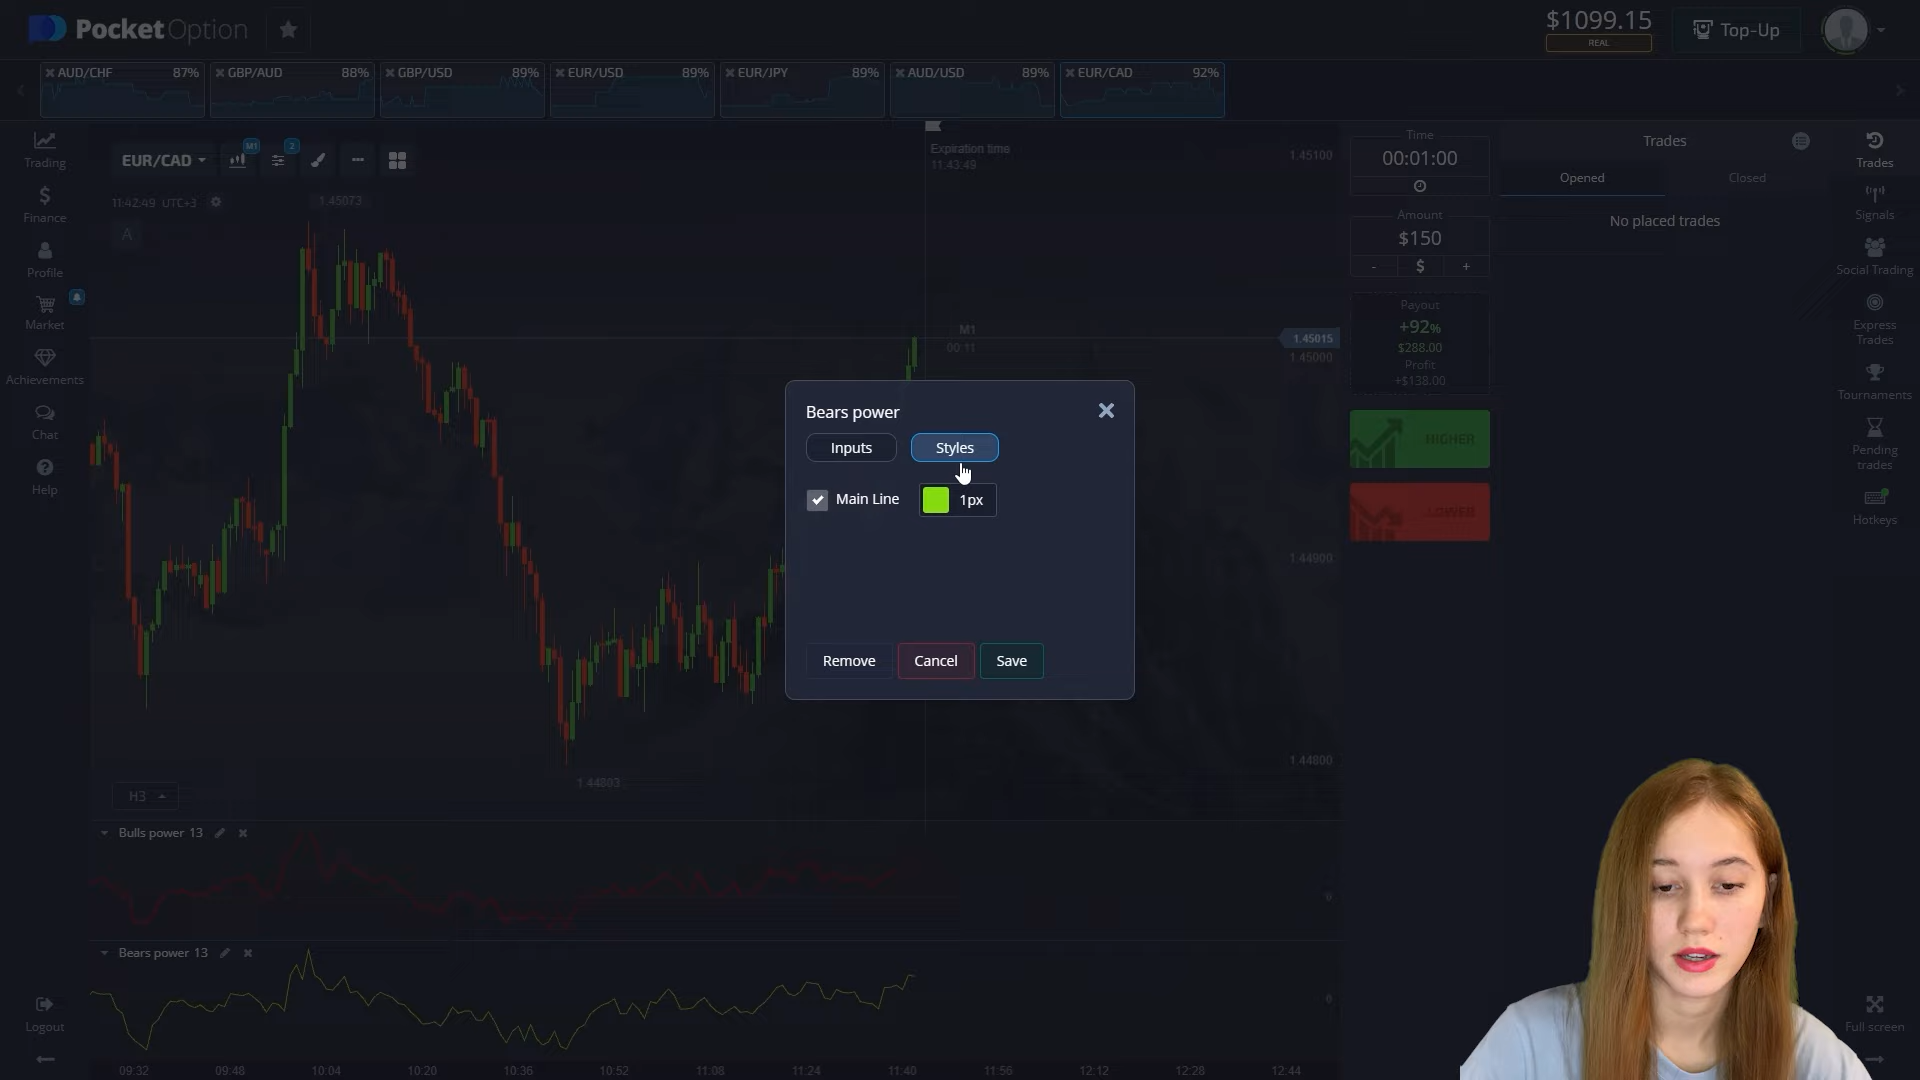 PocketOption
$1099.15
REAL
Top-Up
AUD/CHF 87%
GBP/AUD 88%
GBP/USD 89%
EUR/USD 89%
EUR/JPY 89%
AUD/USD 89%
EUR/CAD 92%
Trading
Finance
Profile
Market
Achievements
Chat
Help
Logout
EUR/CAD
M1
2
11:42:49 UTC+3
A
1.45073
Expiration time
11:43:49
1.45100
M1
00:11
1.45015
1.45000
1.44900
1.44800
1.44803
H3
Bears power
Inputs
Styles
Main Line
1px
Remove
Cancel
Save
Bulls power 13
0
Bears power 13
0
09:32 09:48 10:04 10:20 10:36 10:52 11:08 11:24 11:40 11:56 12:12 12:28 12:44
Time
00:01:00
Amount
$150
- $ +
Payout
+92%
$288.00
Profit
+$138.00
HIGHER
LOWER
Trades
Opened
Closed
No placed trades
Trades
Signals
Social Trading
Express
Trades
Tournaments
Pending
trades
Hotkeys
Full screen